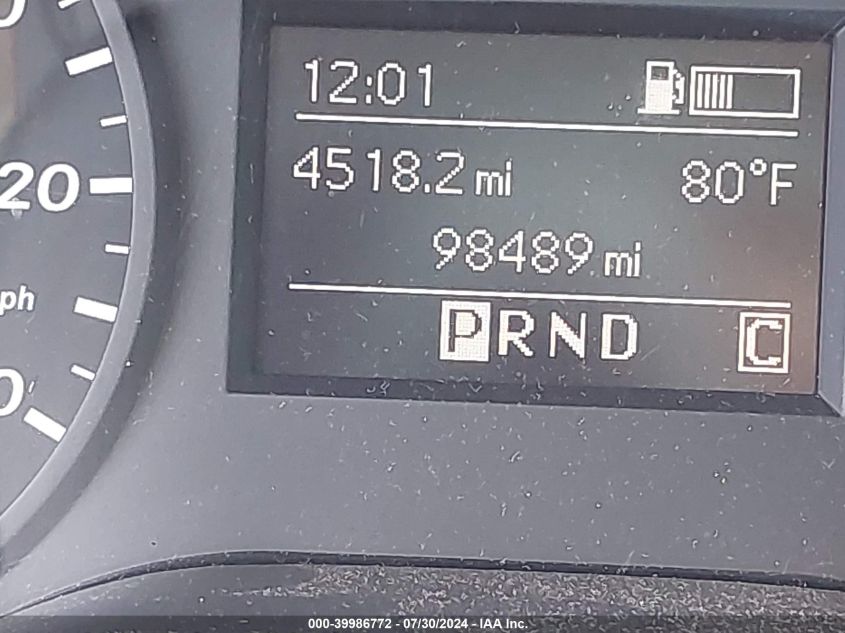 12:01
4518.2 mi 80°F
98489 mi
20
ph
PRND C
000-39986772 - 07/30/2024 - IAA Inc.